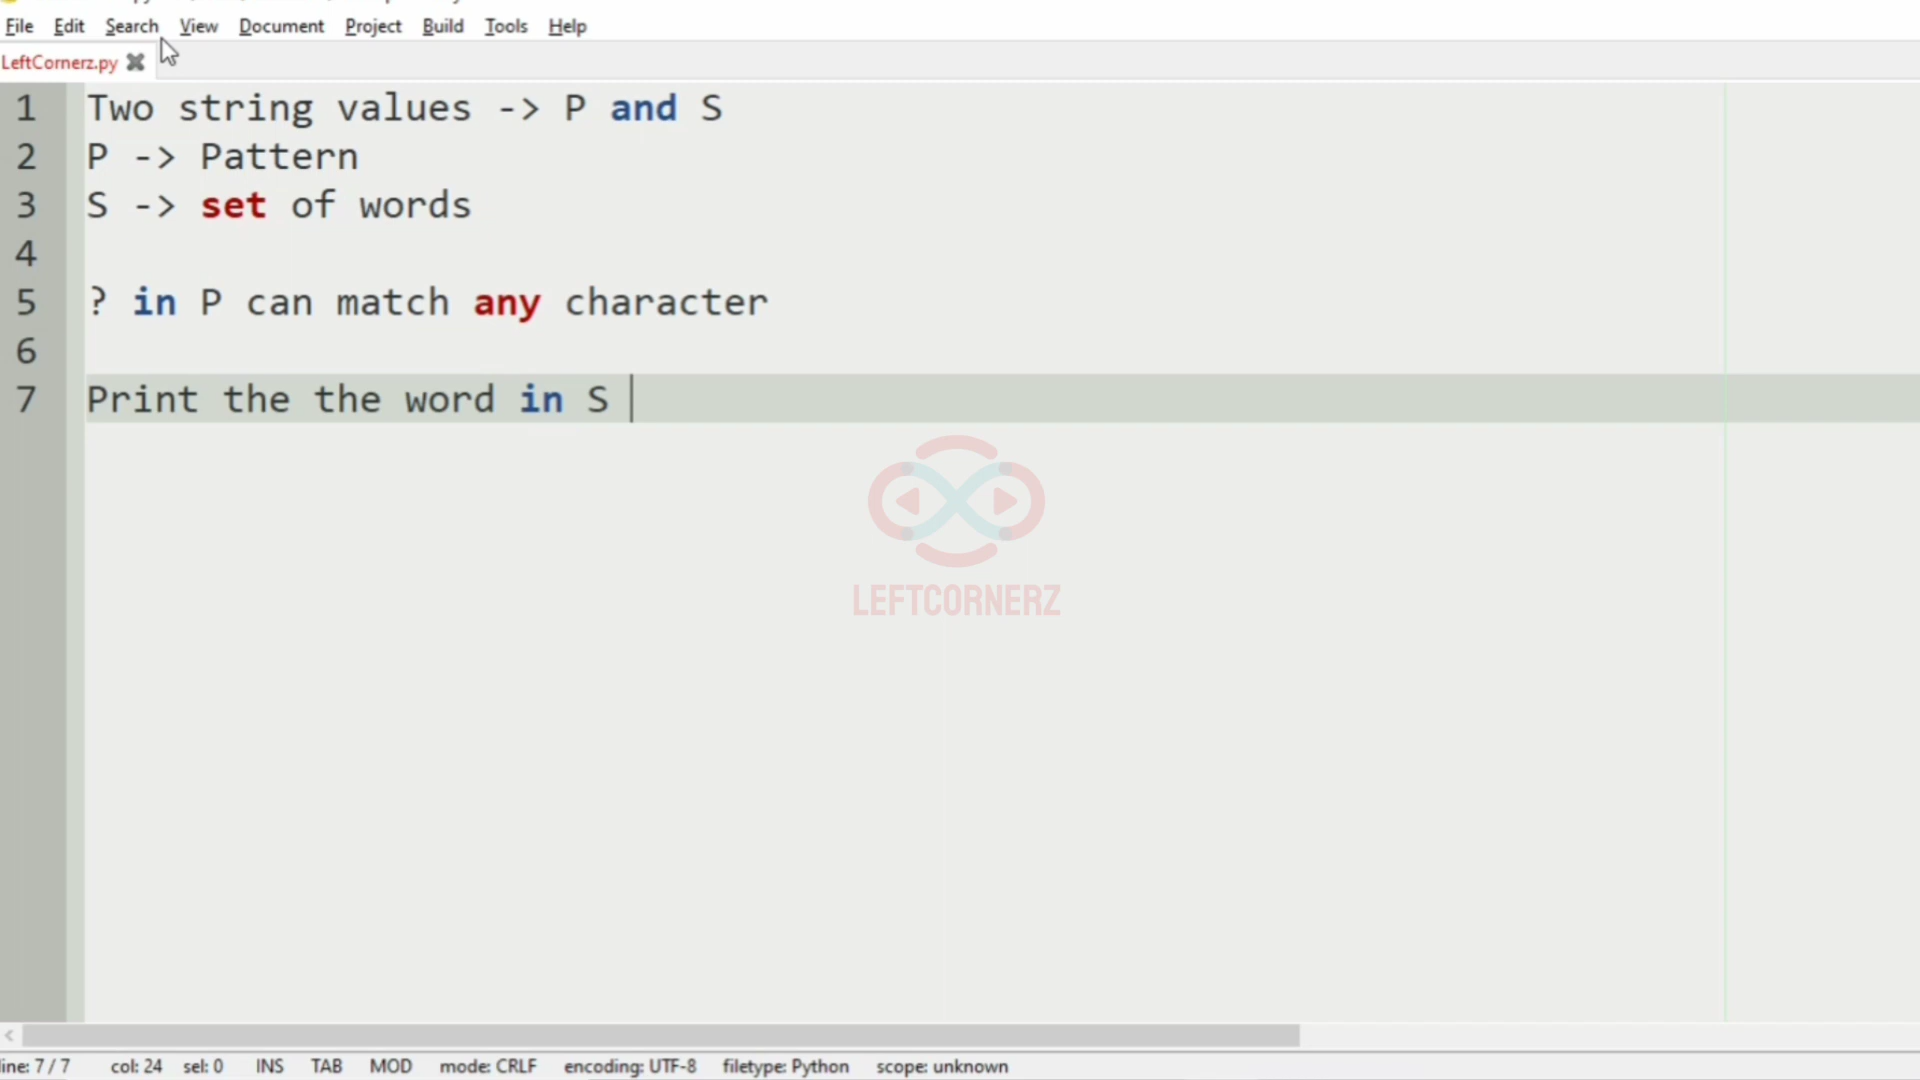 File Edit Search View Document Project Build Tools Help
LeftCornerz.py
1 Two string values -> P and S
2 P -> Pattern
3 S -> set of words
4
5 ? in P can match any character
6
7 Print the the word in S
LEFTCORNERZ
line: 7 / 7 col: 24 sel: 0 INS TAB MOD mode: CRLF encoding: UTF-8 filetype: Python scope: unknown